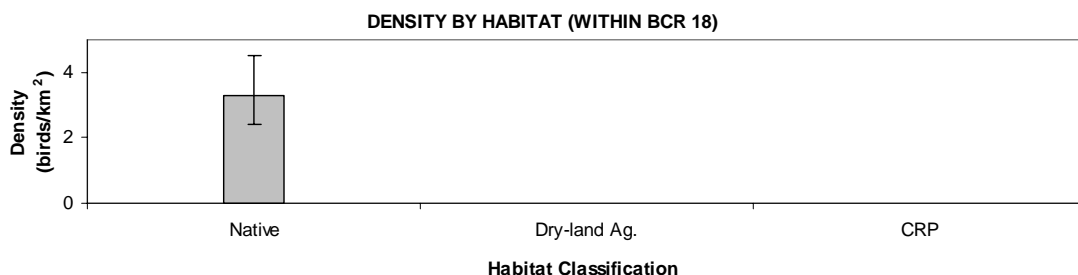 DENSITY BY HABITAT (WITHIN BCR 18)
4
2
0
Density
(birds/km²)
Native
Dry-land Ag.
CRP
Habitat Classification